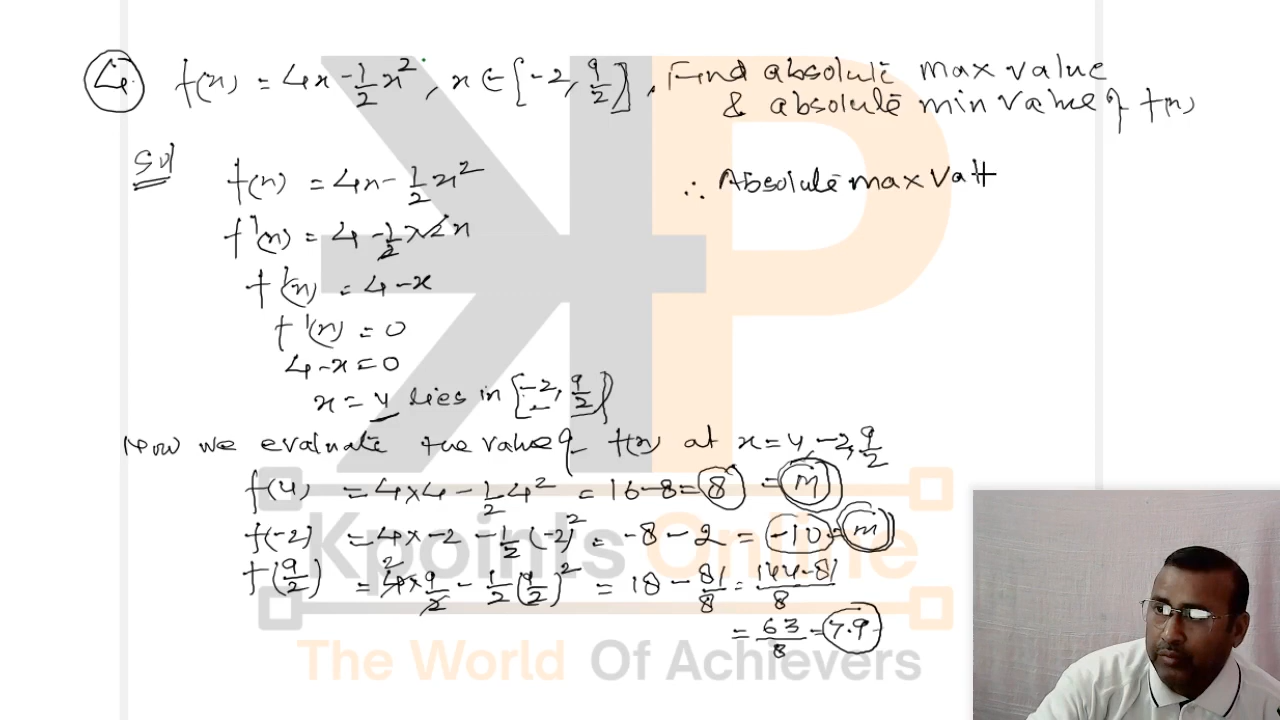 4. f(x) = 4x - 1/2 x², x ∈ [-2, 9/2], Find absolute max value
& absolute min value of f(x)
Sol
f(x) = 4x - 1/2 x²
∴ Absolute max Val
f'(x) = 4 - 1/2 × 2x
f'(x) = 4 - x
f'(x) = 0
4 - x = 0
x = 4 lies in [-2, 9/2]
Now we evaluate the value of f(x) at x = 4, -2, 9/2
f(4) = 4×4 - 1/2 4² = 16 - 8 = 8 = M
f(-2) = 4× -2 - 1/2 (-2)² = -8 - 2 = -10 = m
f(9/2) = 4 × 9/2 - 1/2 (9/2)² = 18 - 81/8 = 144-81/8
= 63/8 = 7.9
KP
Kpoints Online
The World Of Achievers